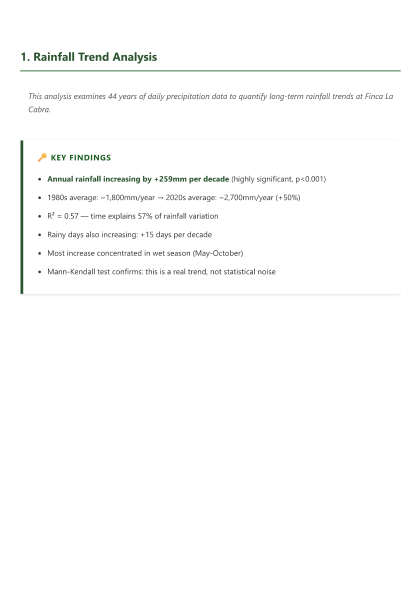 1. Rainfall Trend Analysis
This analysis examines 44 years of daily precipitation data to quantify long-term rainfall trends at Finca La
Cabra.
🔑 KEY FINDINGS
• Annual rainfall increasing by +259mm per decade (highly significant, p<0.001)
• 1980s average: ~1,800mm/year → 2020s average: ~2,700mm/year (+50%)
• R² = 0.57 — time explains 57% of rainfall variation
• Rainy days also increasing: +15 days per decade
• Most increase concentrated in wet season (May-October)
• Mann-Kendall test confirms: this is a real trend, not statistical noise